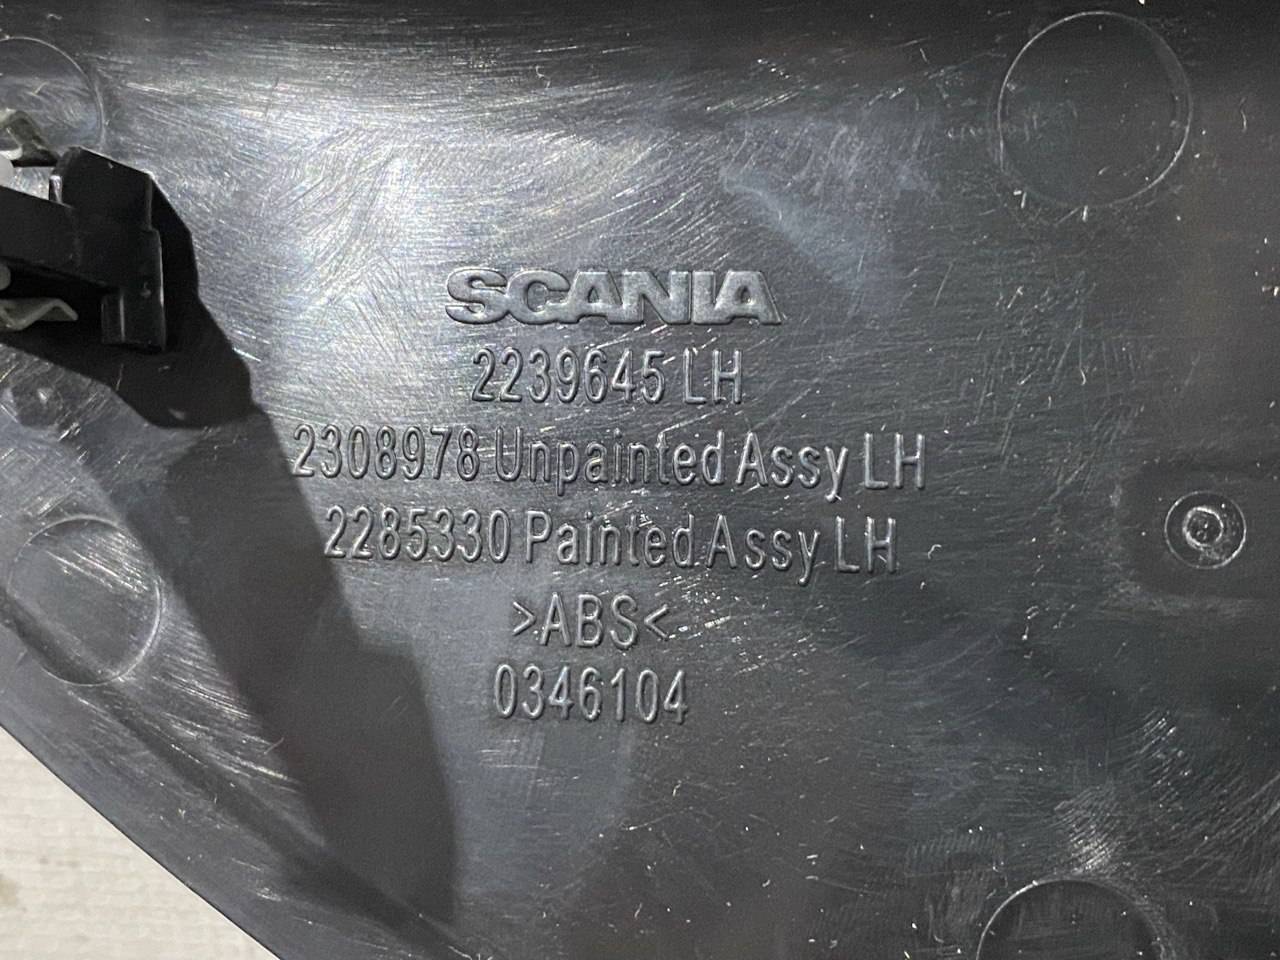 SCANIA
2239645 LH
2308978 Unpainted Assy LH
2285330 Painted Assy LH
>ABS<
0346104